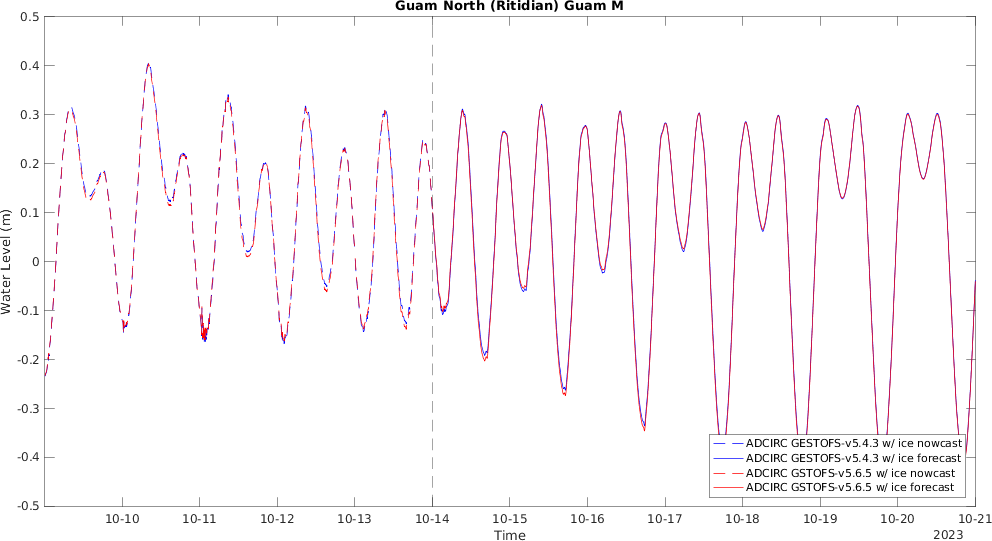 Guam North (Ritidian) Guam M
0.5
0.4
0.3
0.2
0.1
0
-0.1
-0.2
-0.3
-0.4
-0.5
Water Level (m)
ADCIRC GESTOFS-v5.4.3 w/ ice nowcast
ADCIRC GESTOFS-v5.4.3 w/ ice forecast
ADCIRC GSTOFS-v5.6.5 w/ ice nowcast
ADCIRC GSTOFS-v5.6.5 w/ ice forecast
10-10 10-11 10-12 10-13 10-14 10-15 10-16 10-17 10-18 10-19 10-20 10-21
Time
2023